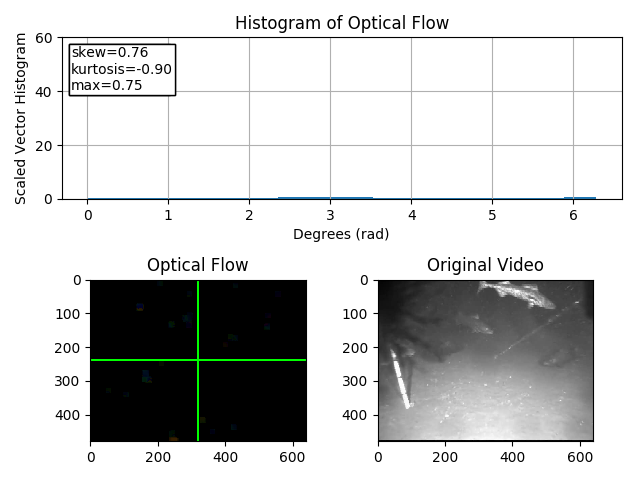 Histogram of Optical Flow
Scaled Vector Histogram
60
40
20
0
skew=0.76
kurtosis=-0.90
max=0.75
0 1 2 3 4 5 6
Degrees (rad)
Optical Flow
0
100
200
300
400
0 200 400 600
Original Video
0
100
200
300
400
0 200 400 600